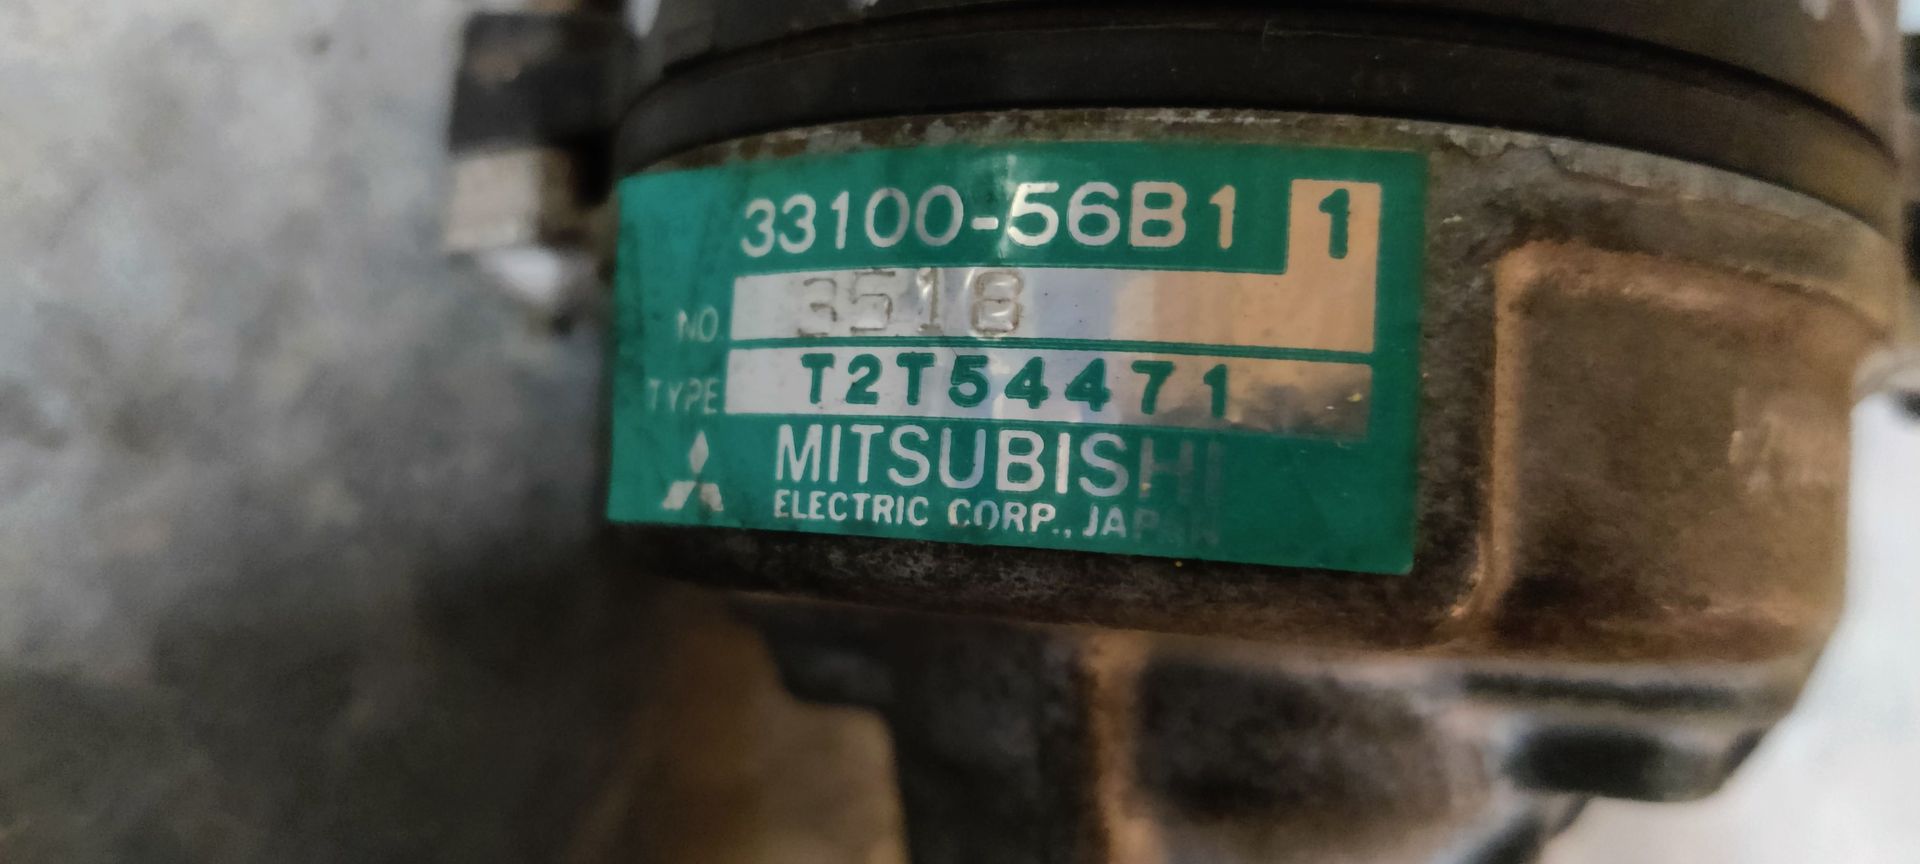 33100-56B1 1
NO. 3518
TYPE T2T54471
MITSUBISHI
ELECTRIC CORP., JAPAN